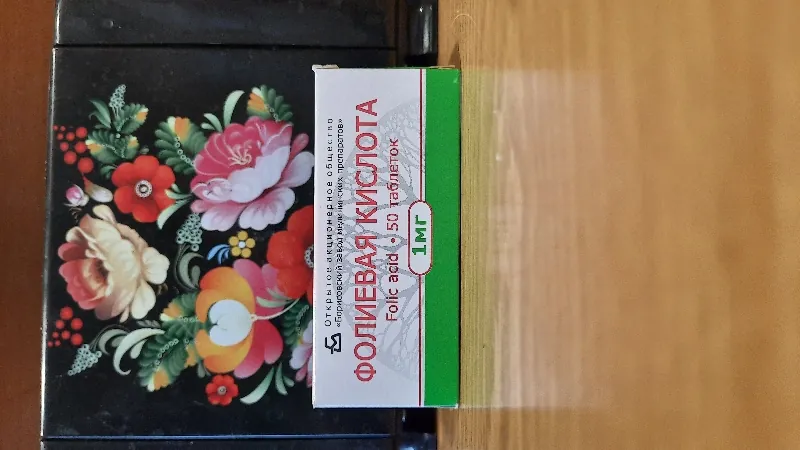 Открытое акционерное общество
«Борисовский завод медицинских препаратов»
ФОЛИЕВАЯ КИСЛОТА
Folic acid • 50 таблеток
1мг